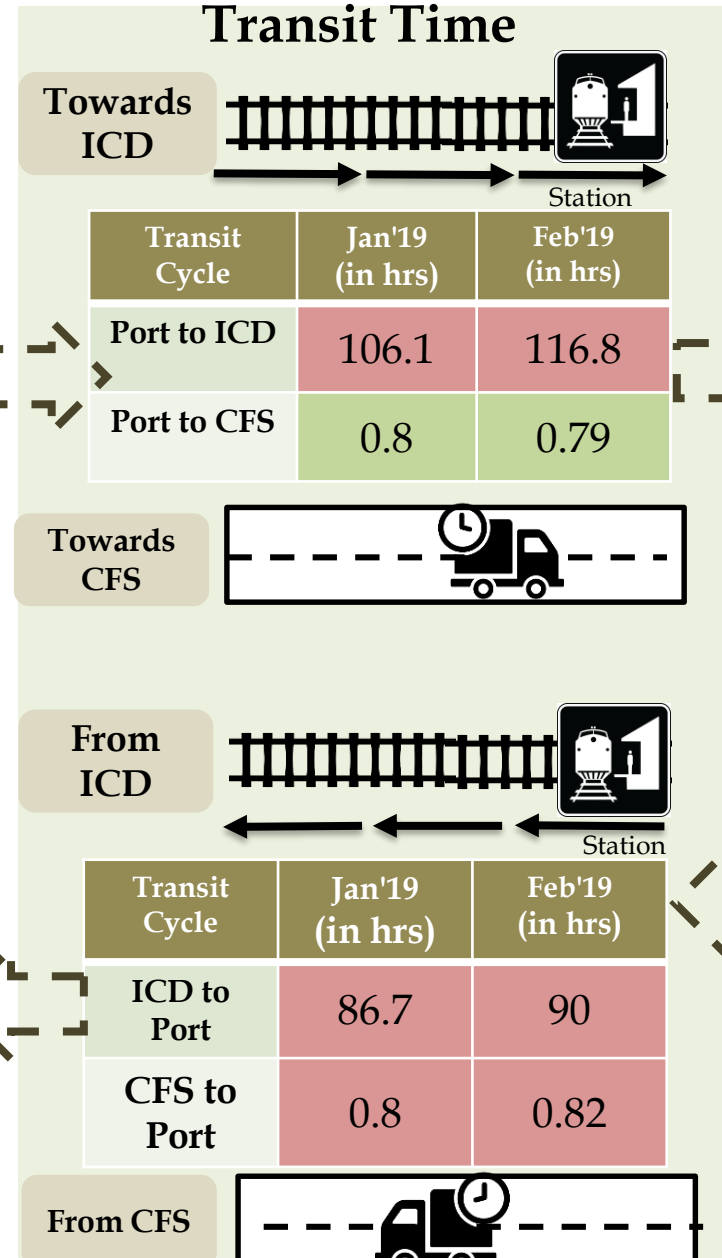 Transit Time
Towards
ICD
Station
Transit
Cycle
Jan'19
(in hrs)
Feb'19
(in hrs)
Port to ICD
106.1
116.8
Port to CFS
0.8
0.79
Towards
CFS
From
ICD
Station
Transit
Cycle
Jan'19
(in hrs)
Feb'19
(in hrs)
ICD to
Port
86.7
90
CFS to
Port
0.8
0.82
From CFS